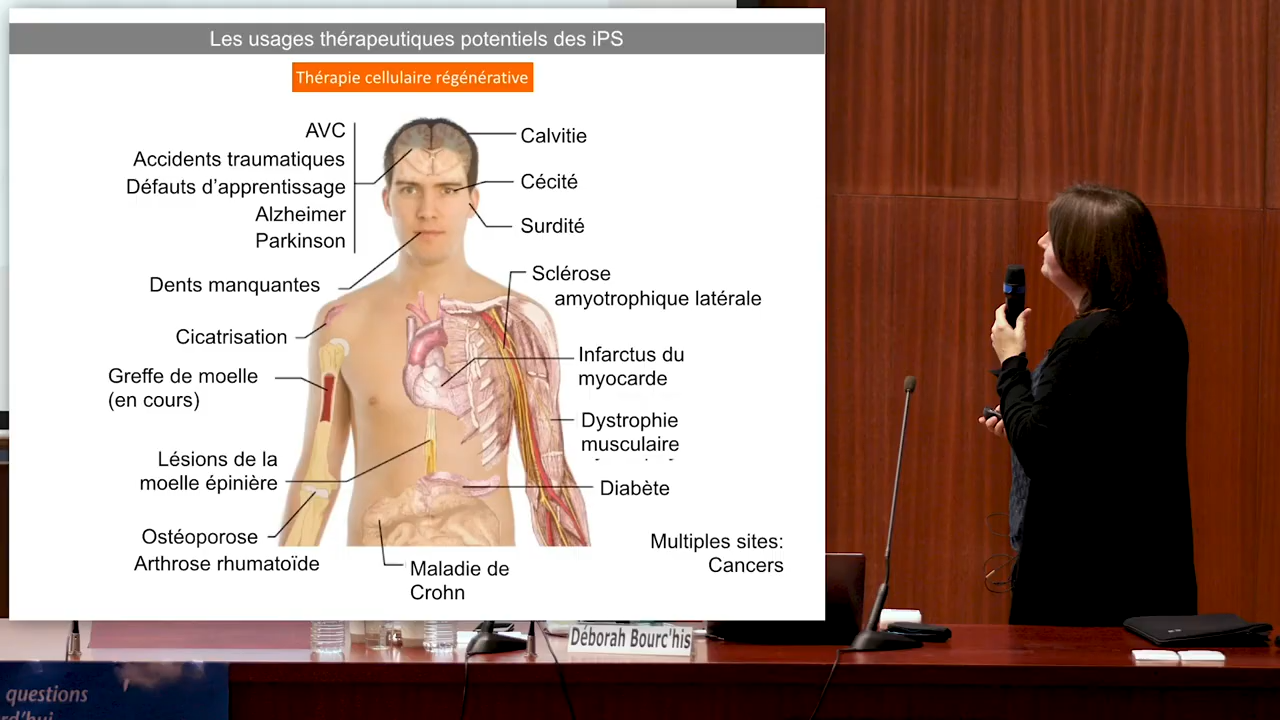 Les usages thérapeutiques potentiels des iPS
Thérapie cellulaire régénérative
AVC
Accidents traumatiques
Défauts d’apprentissage
Alzheimer
Parkinson
Dents manquantes
Cicatrisation
Greffe de moelle
(en cours)
Lésions de la
moelle épinière
Ostéoporose
Arthrose rhumatoïde
Calvitie
Cécité
Surdité
Sclérose
amyotrophique latérale
Infarctus du
myocarde
Dystrophie
musculaire
Diabète
Maladie de
Crohn
Multiples sites:
Cancers
Déborah Bourc'his
questions